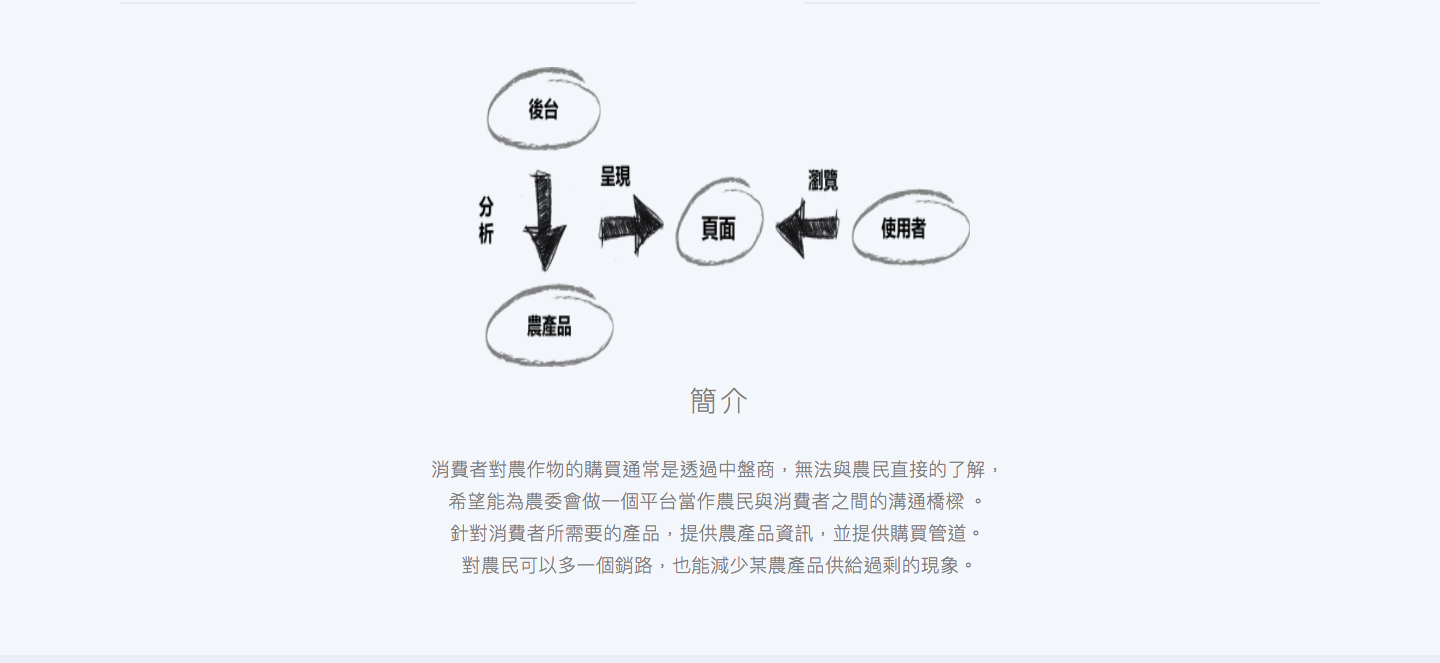 後台
呈現
瀏覽
分析
頁面
使用者
農產品
簡介
消費者對農作物的購買通常是透過中盤商，無法與農民直接的了解，
希望能為農委會做一個平台當作農民與消費者之間的溝通橋樑 。
針對消費者所需要的產品，提供農產品資訊，並提供購買管道。
對農民可以多一個銷路，也能減少某農產品供給過剩的現象。